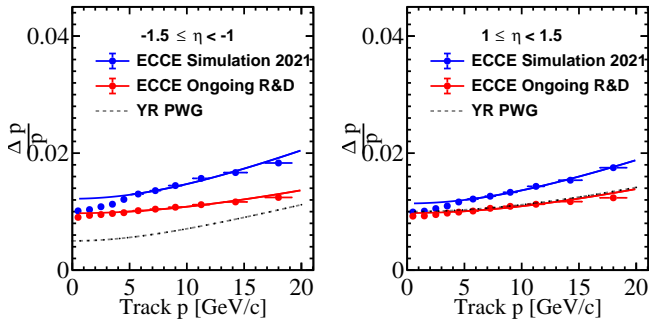 -1.5 ≤ η < -1
ECCE Simulation 2021
ECCE Ongoing R&D
YR PWG
0.04
0.02
0
Δp/p
0 5 10 15 20
Track p [GeV/c]
1 ≤ η < 1.5
ECCE Simulation 2021
ECCE Ongoing R&D
YR PWG
0.04
0.02
0
Δp/p
0 5 10 15 20
Track p [GeV/c]